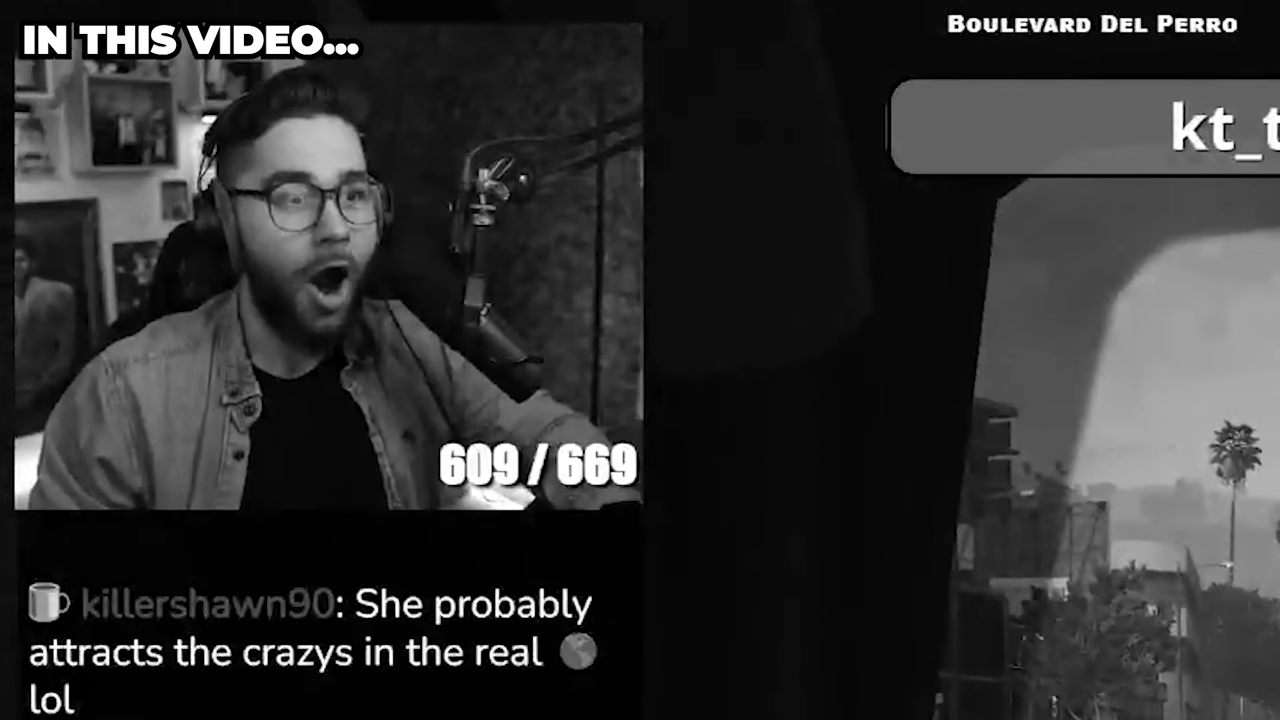 IN THIS VIDEO...
BOULEVARD DEL PERRO
kt_t
609 / 669
killershawn90: She probably
attracts the crazys in the real 🌎
lol